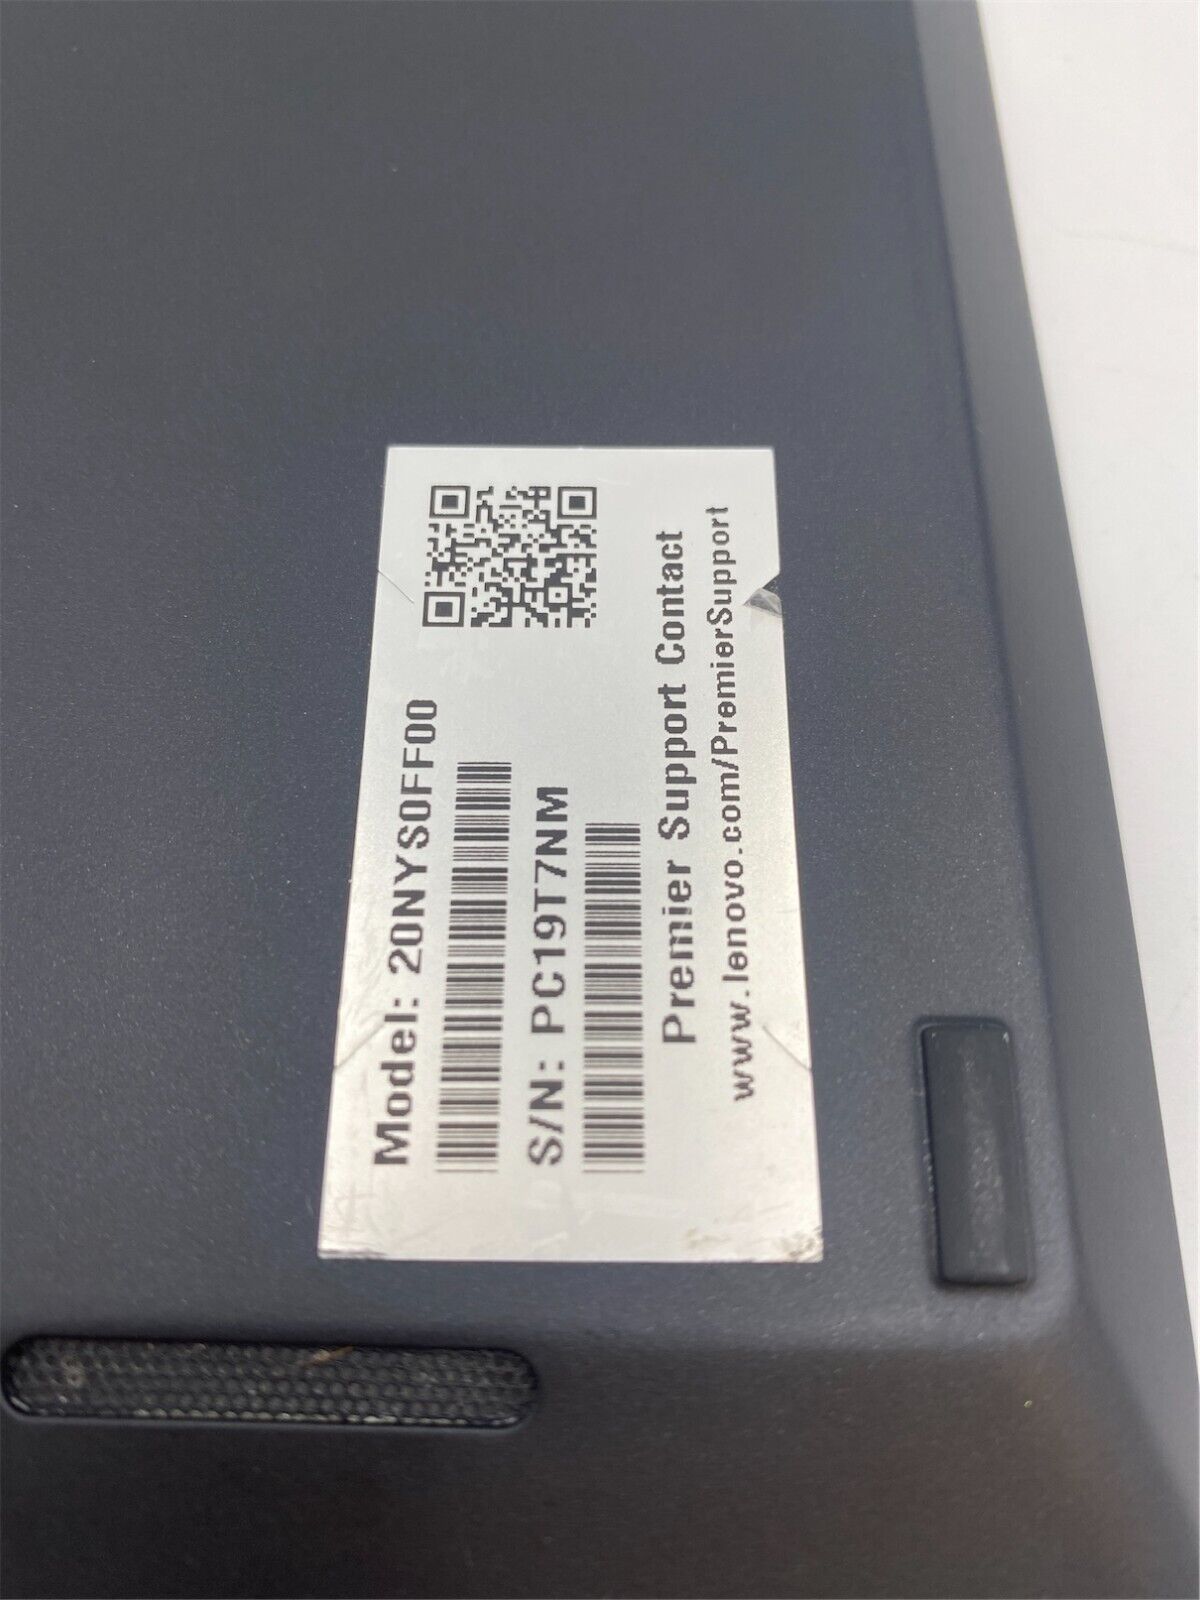 Model: 20NYS0FF00
S/N: PC19T7NM
Premier Support Contact
www.lenovo.com/PremierSupport